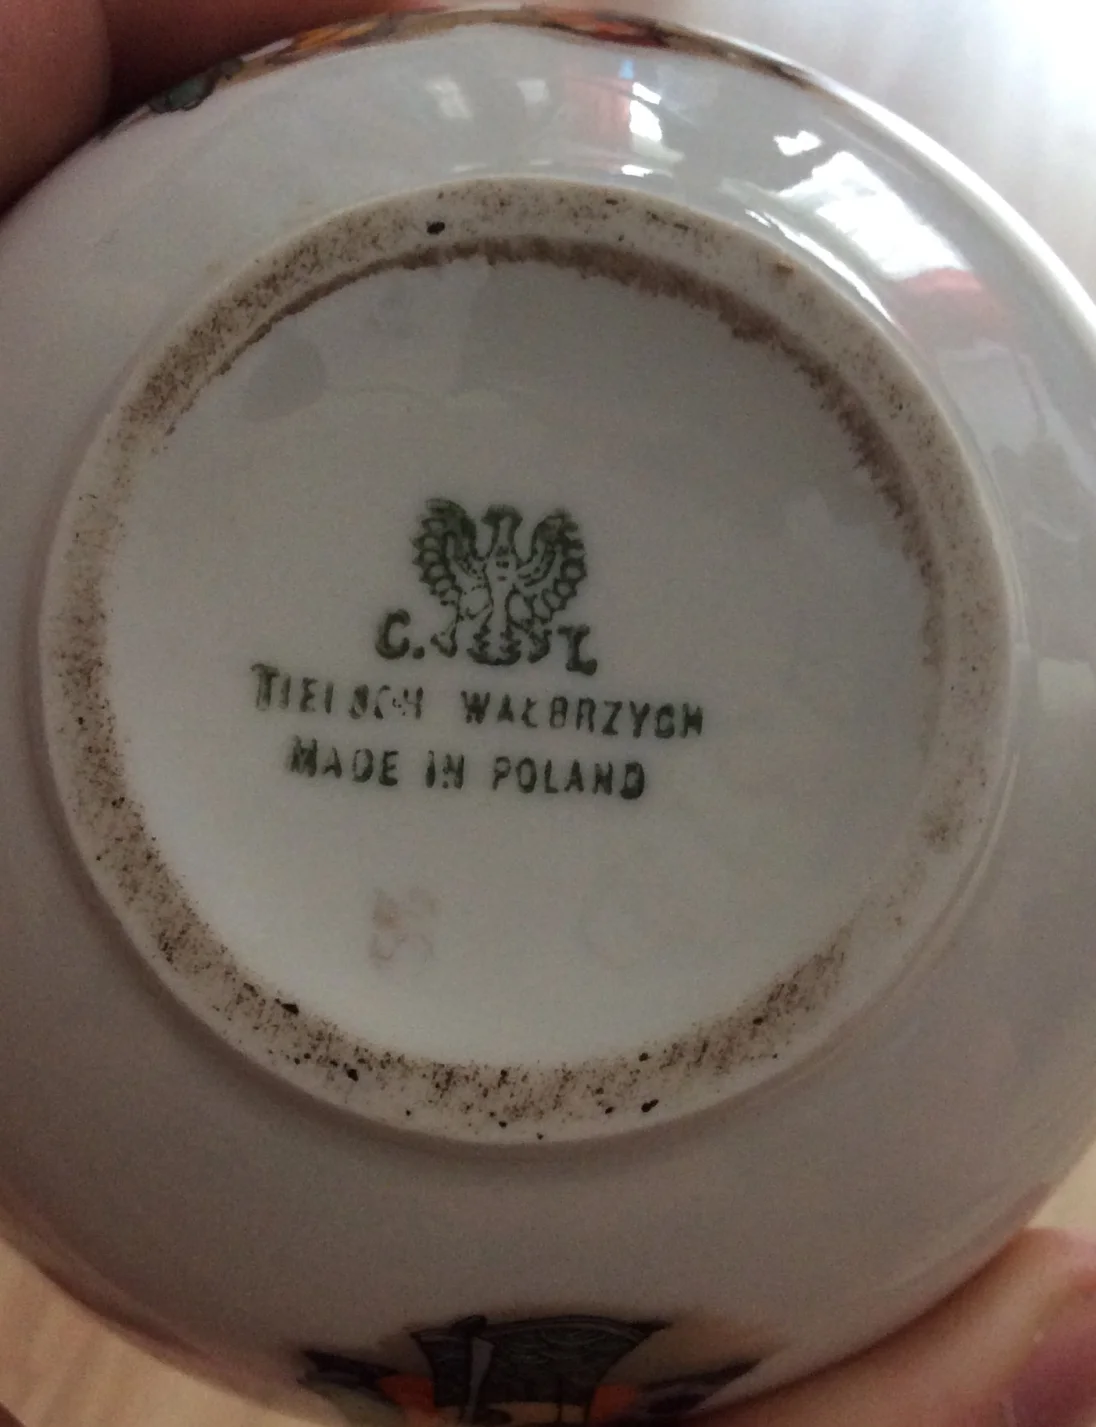 C. T.
TIELSCH WAŁBRZYCH
MADE IN POLAND